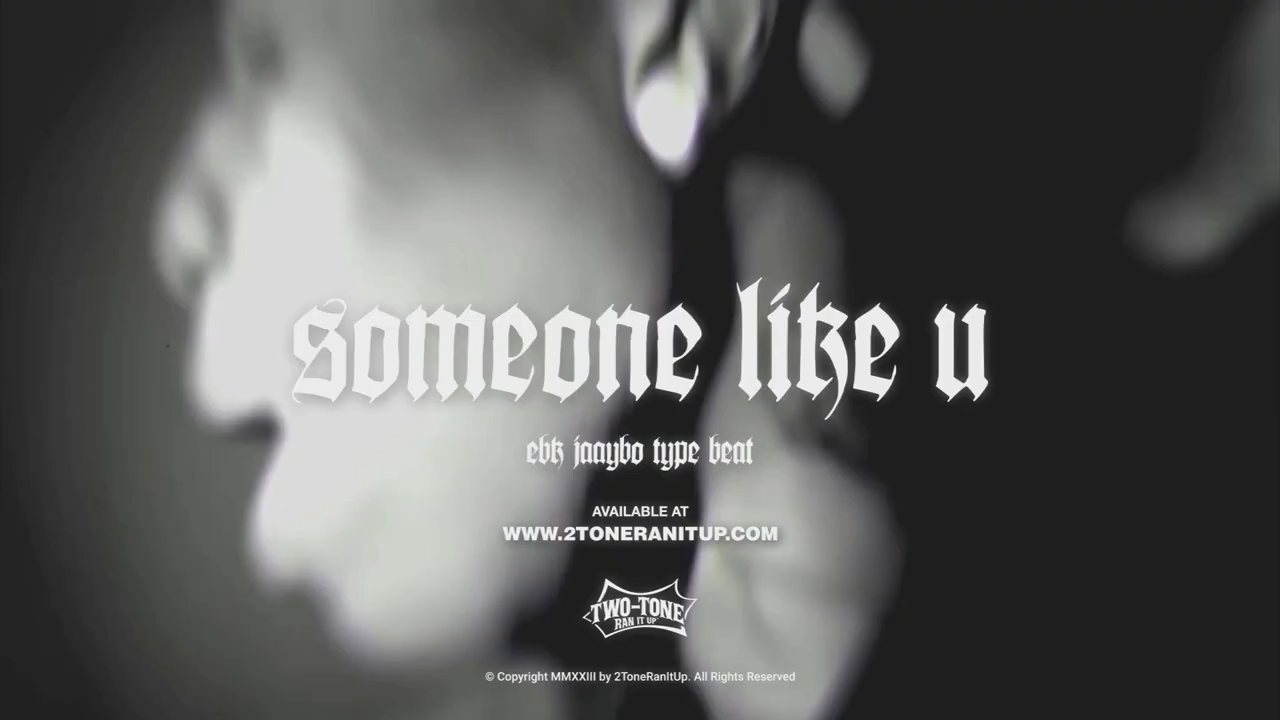 someone like u
ebk jaaybo type beat
AVAILABLE AT
WWW.2TONERANITUP.COM
TWO-TONE
RAN IT UP
© Copyright MMXXIII by 2ToneRanItUp. All Rights Reserved